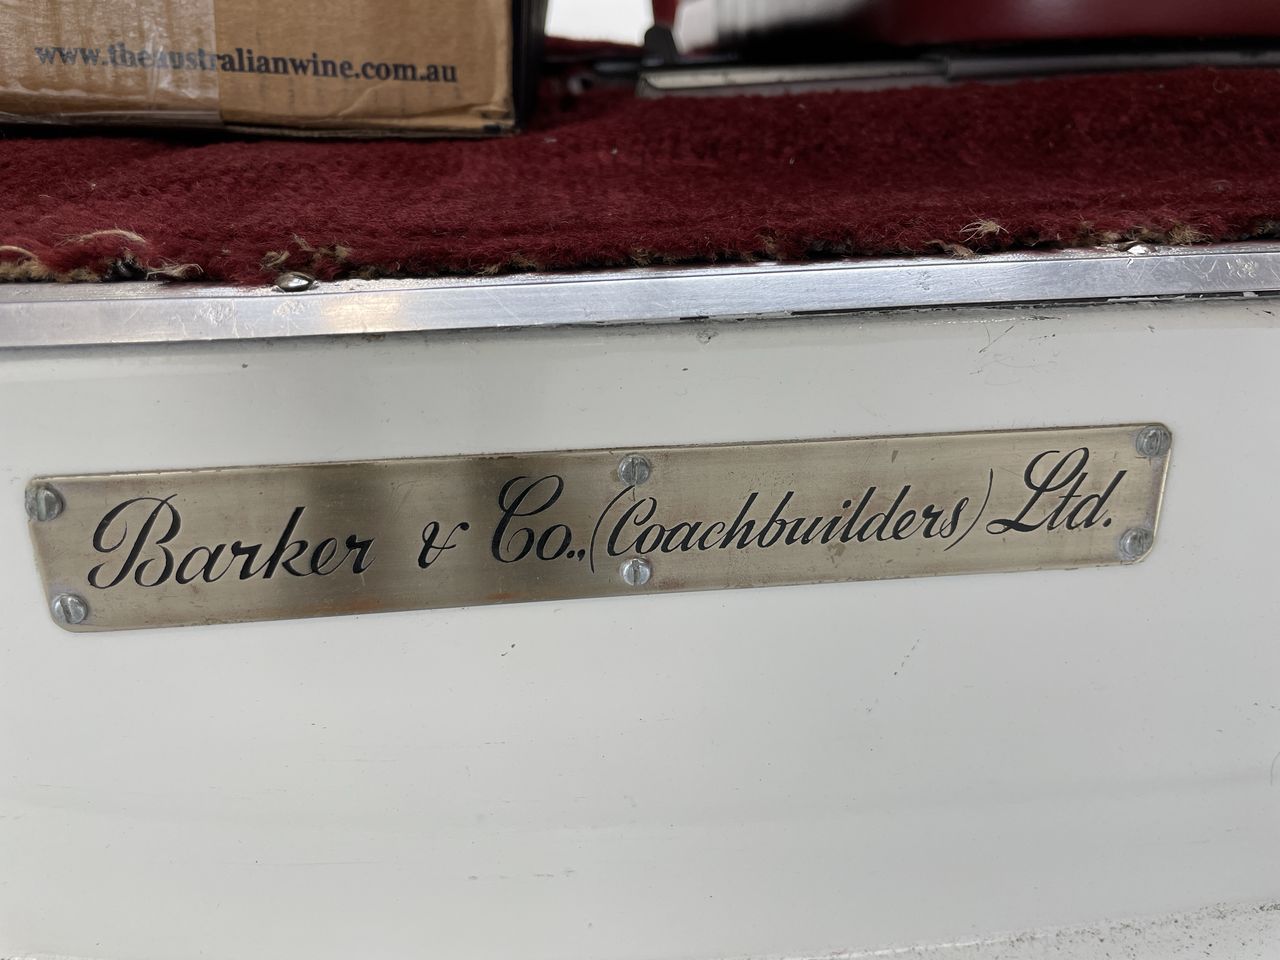 www.theaustralianwine.com.au
Barker & Co., (Coachbuilders) Ltd.